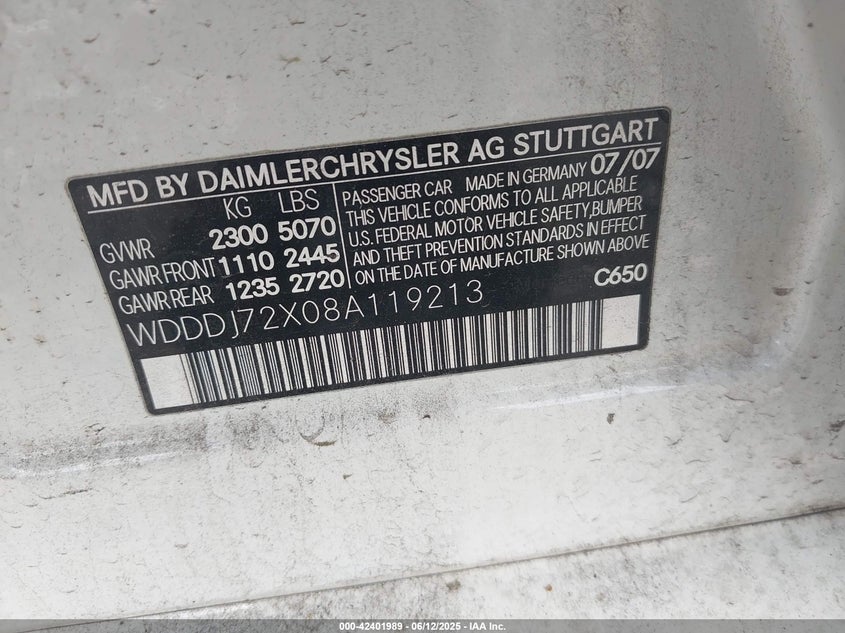 MFD BY DAIMLERCHRYSLER AG STUTTGART
KG LBS
GVWR 2300 5070
GAWR FRONT 1110 2445
GAWR REAR 1235 2720
07/07
PASSENGER CAR MADE IN GERMANY
THIS VEHICLE CONFORMS TO ALL APPLICABLE
U.S. FEDERAL MOTOR VEHICLE SAFETY, BUMPER
AND THEFT PREVENTION STANDARDS IN EFFECT
ON THE DATE OF MANUFACTURE SHOWN ABOVE
WDDDJ72X08A119213
C650
000-42401989 - 06/12/2025 - IAA Inc.